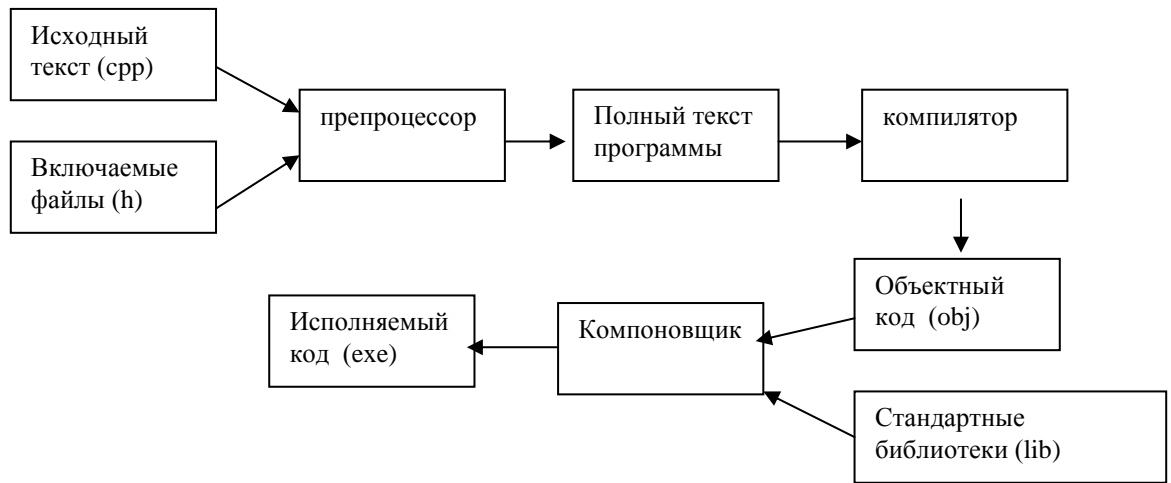 Исходный
текст (cpp)
Включаемые
файлы (h)
препроцессор
Полный текст
программы
компилятор
Объектный
код (obj)
Компоновщик
Исполняемый
код (exe)
Стандартные
библиотеки (lib)